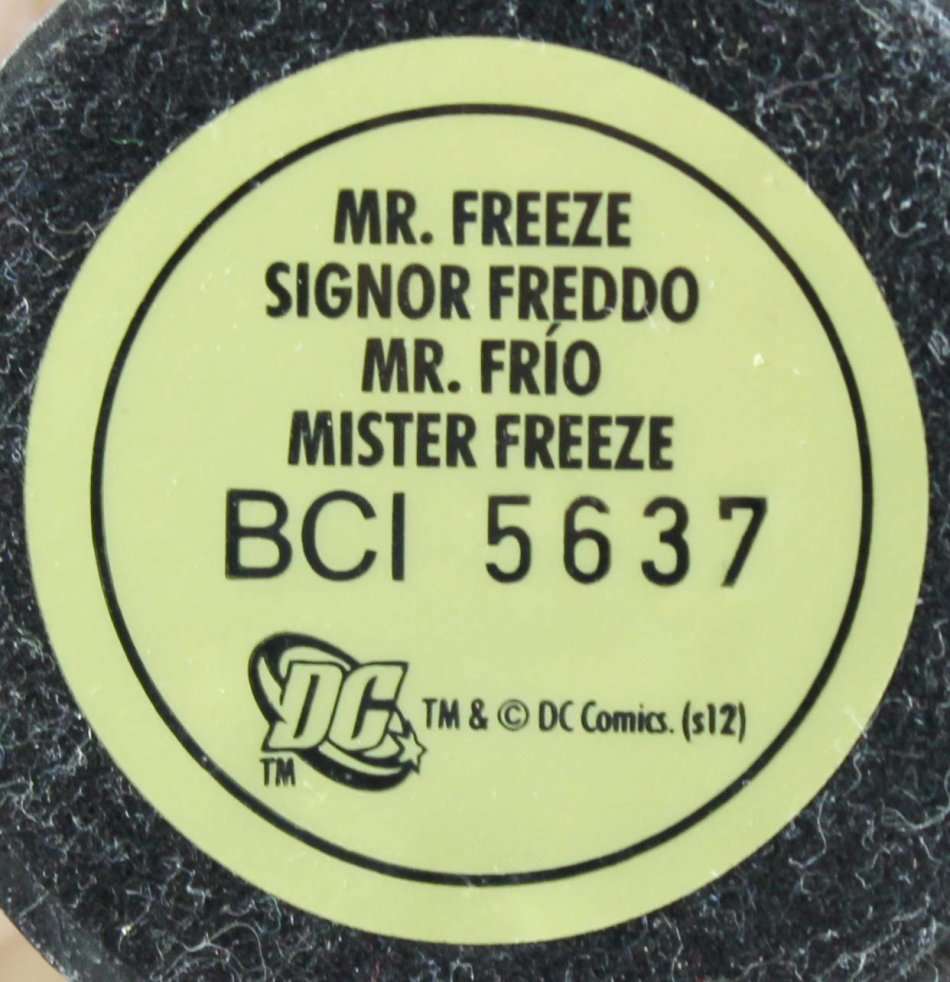 MR. FREEZE
SIGNOR FREDDO
MR. FRÍO
MISTER FREEZE
BCI 5637
DC TM & © DC Comics. (s12)
TM